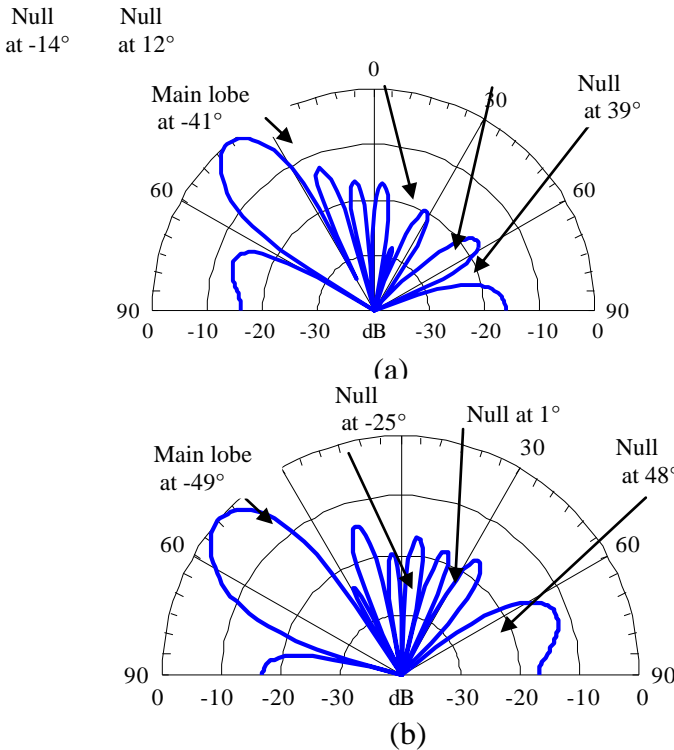 Null
at -14°
Null
at 12°
0
30
Null
at 39°
Main lobe
at -41°
60
60
90
90
0 -10 -20 -30 dB -30 -20 -10 0
(a)
Null
at -25°
Null at 1°
30
Null
at 48°
Main lobe
at -49°
60
60
90
90
0 -10 -20 -30 dB -30 -20 -10 0
(b)